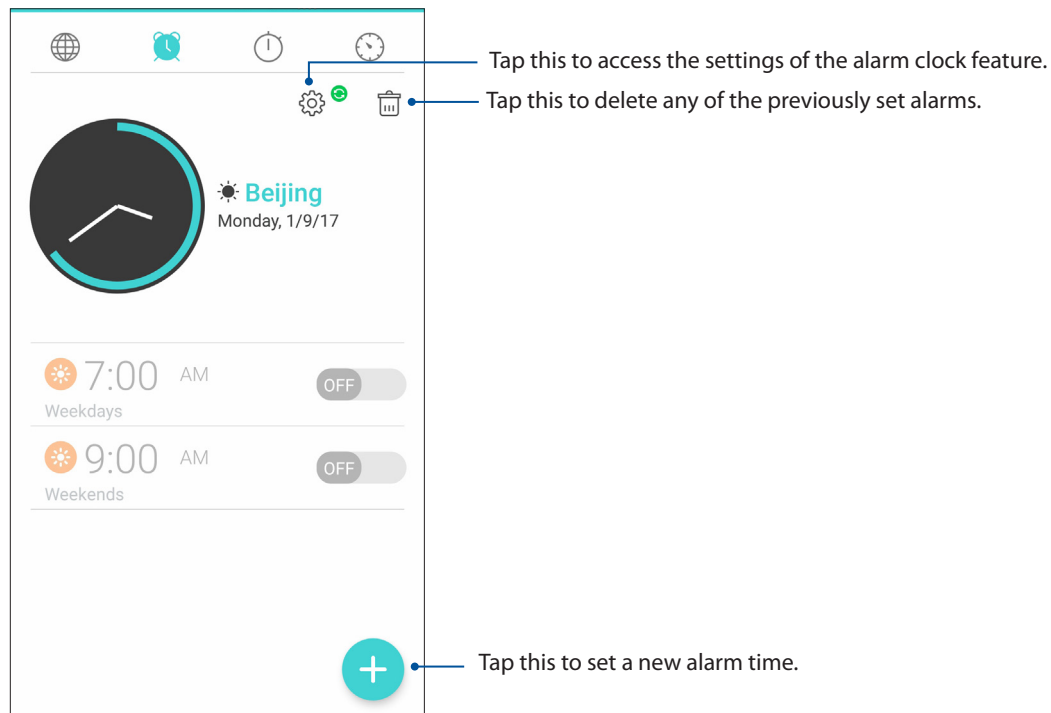 Tap this to access the settings of the alarm clock feature.
Tap this to delete any of the previously set alarms.
Beijing
Monday, 1/9/17
7:00 AM
OFF
Weekdays
9:00 AM
OFF
Weekends
Tap this to set a new alarm time.